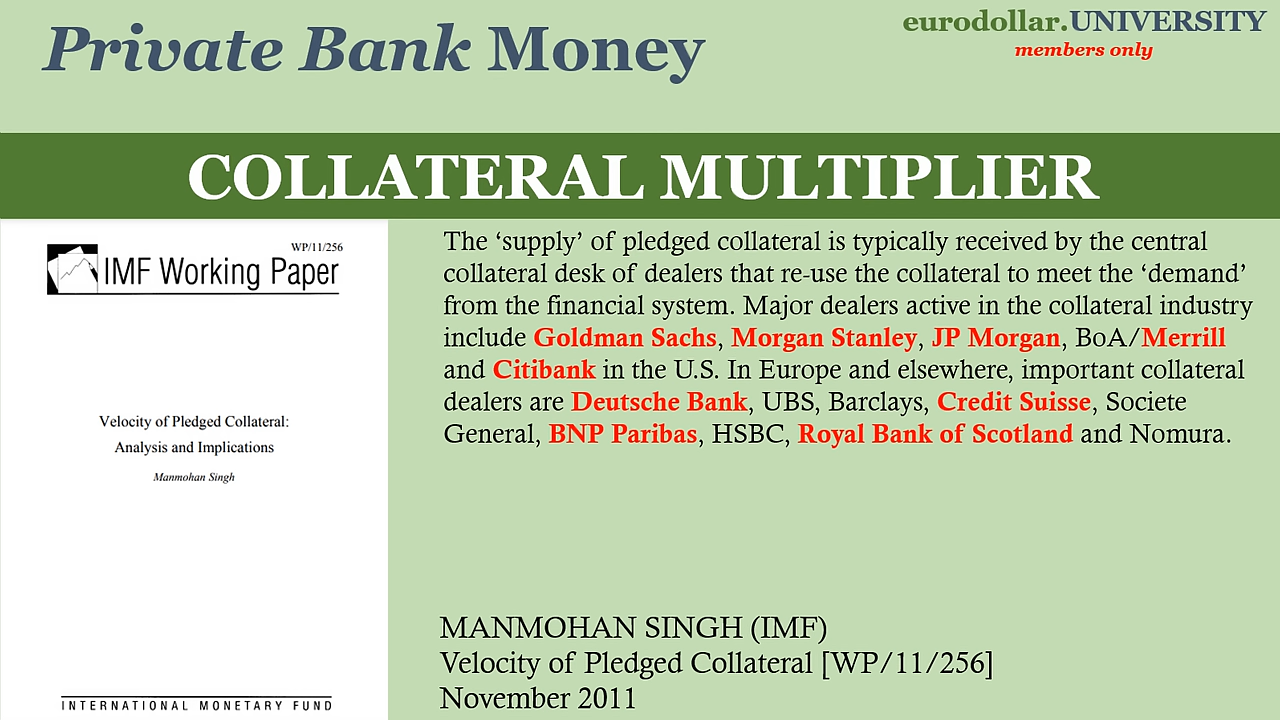 Private Bank Money
eurodollar.UNIVERSITY
members only
COLLATERAL MULTIPLIER
WP/11/256
IMF Working Paper
Velocity of Pledged Collateral:
Analysis and Implications
Manmohan Singh
INTERNATIONAL MONETARY FUND
The ‘supply’ of pledged collateral is typically received by the central
collateral desk of dealers that re-use the collateral to meet the ‘demand’
from the financial system. Major dealers active in the collateral industry
include Goldman Sachs, Morgan Stanley, JP Morgan, BoA/Merrill
and Citibank in the U.S. In Europe and elsewhere, important collateral
dealers are Deutsche Bank, UBS, Barclays, Credit Suisse, Societe
General, BNP Paribas, HSBC, Royal Bank of Scotland and Nomura.
MANMOHAN SINGH (IMF)
Velocity of Pledged Collateral [WP/11/256]
November 2011